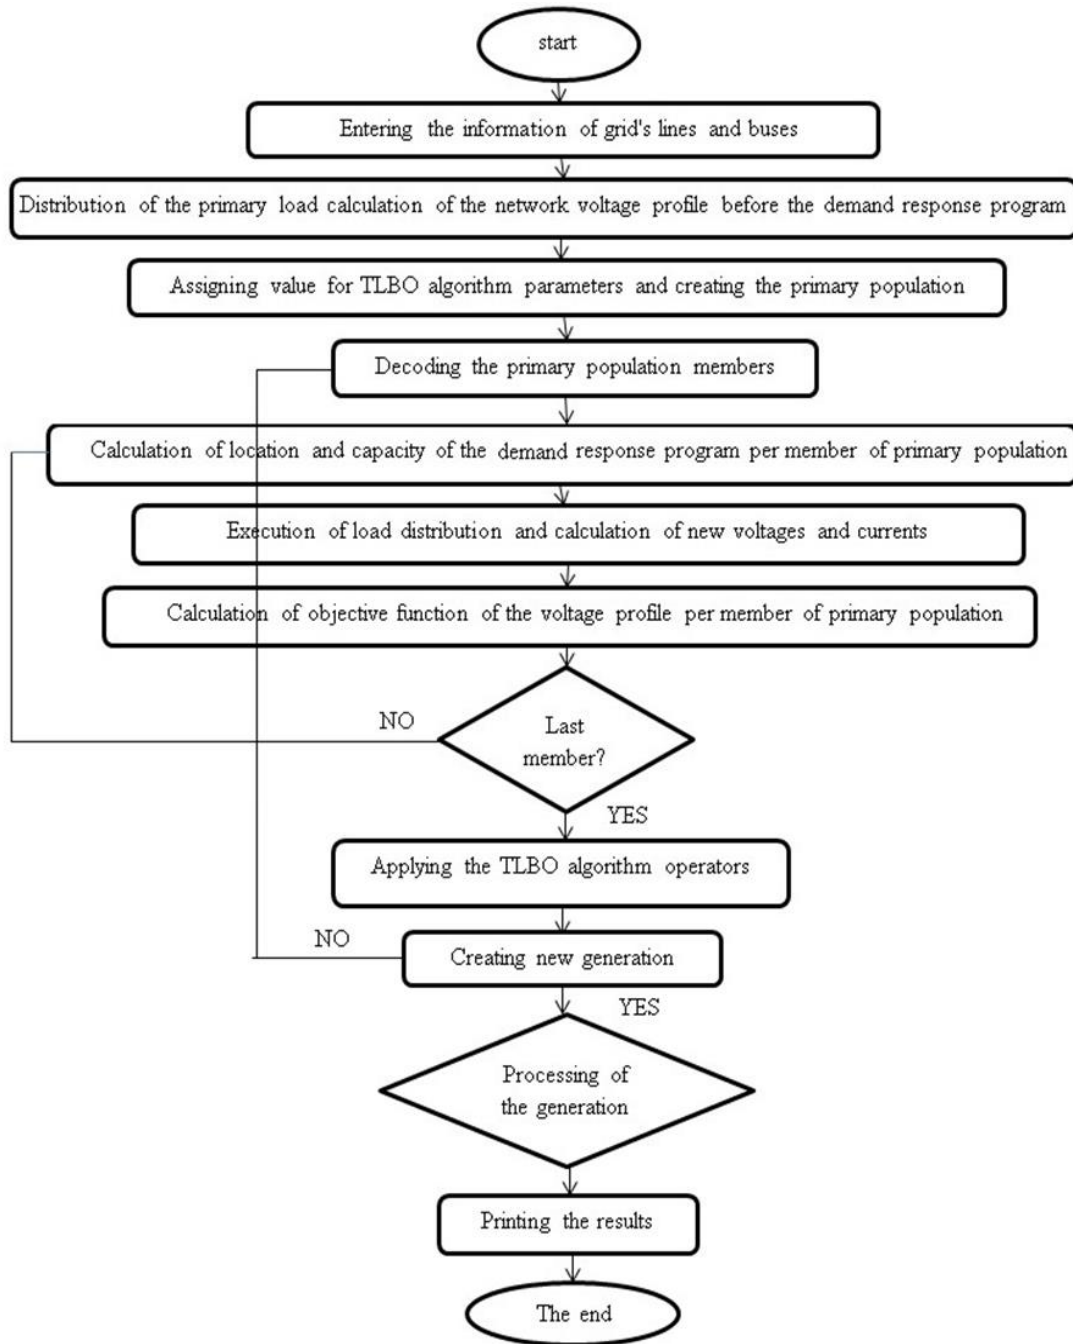 start
Entering the information of grid's lines and buses
Distribution of the primary load calculation of the network voltage profile before the demand response program
Assigning value for TLBO algorithm parameters and creating the primary population
Decoding the primary population members
Calculation of location and capacity of the demand response program per member of primary population
Execution of load distribution and calculation of new voltages and currents
Calculation of objective function of the voltage profile per member of primary population
NO
Last
member?
YES
Applying the TLBO algorithm operators
NO
Creating new generation
YES
Processing of
the generation
Printing the results
The end